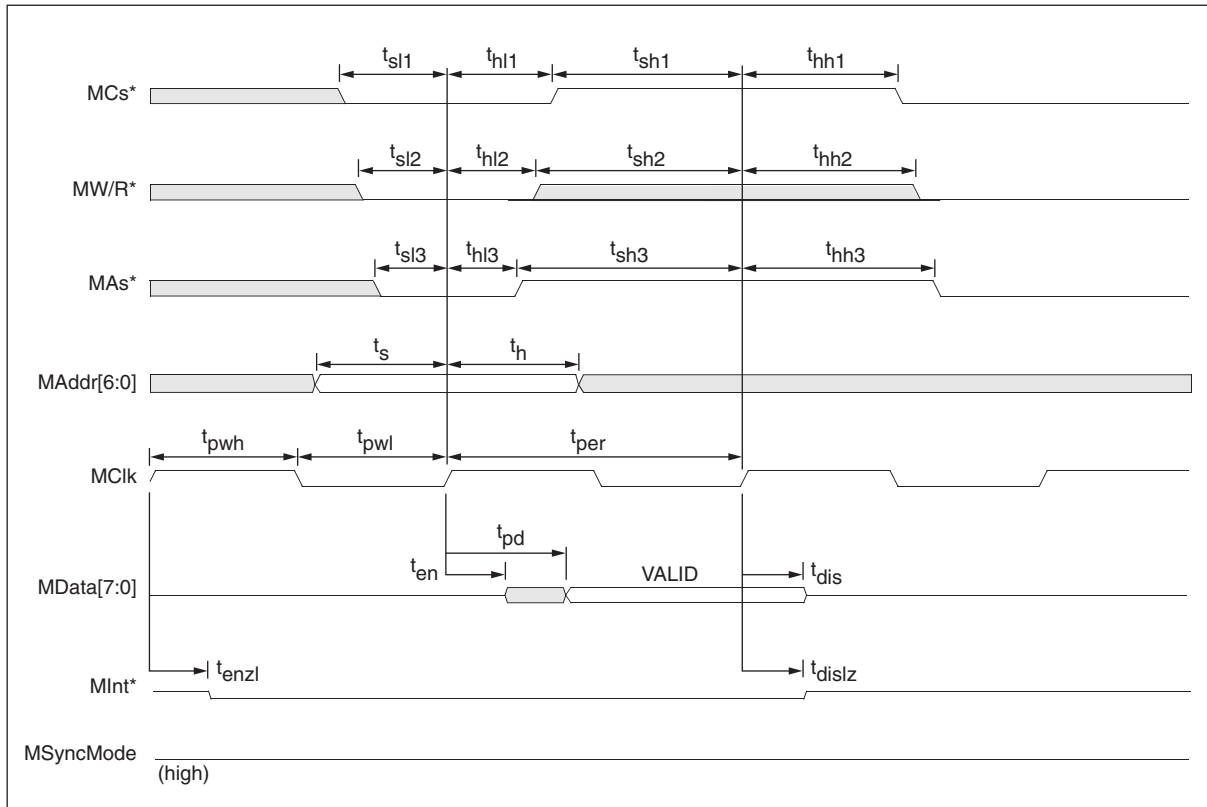 tsl1 thl1 tsh1 thh1
MCs*
tsl2 thl2 tsh2 thh2
MW/R*
tsl3 thl3 tsh3 thh3
MAs*
ts th
MAddr[6:0]
tpwh tpwl tper
MClk
tpd
ten VALID tdis
MData[7:0]
tenzl tdislz
MInt*
MSyncMode
(high)